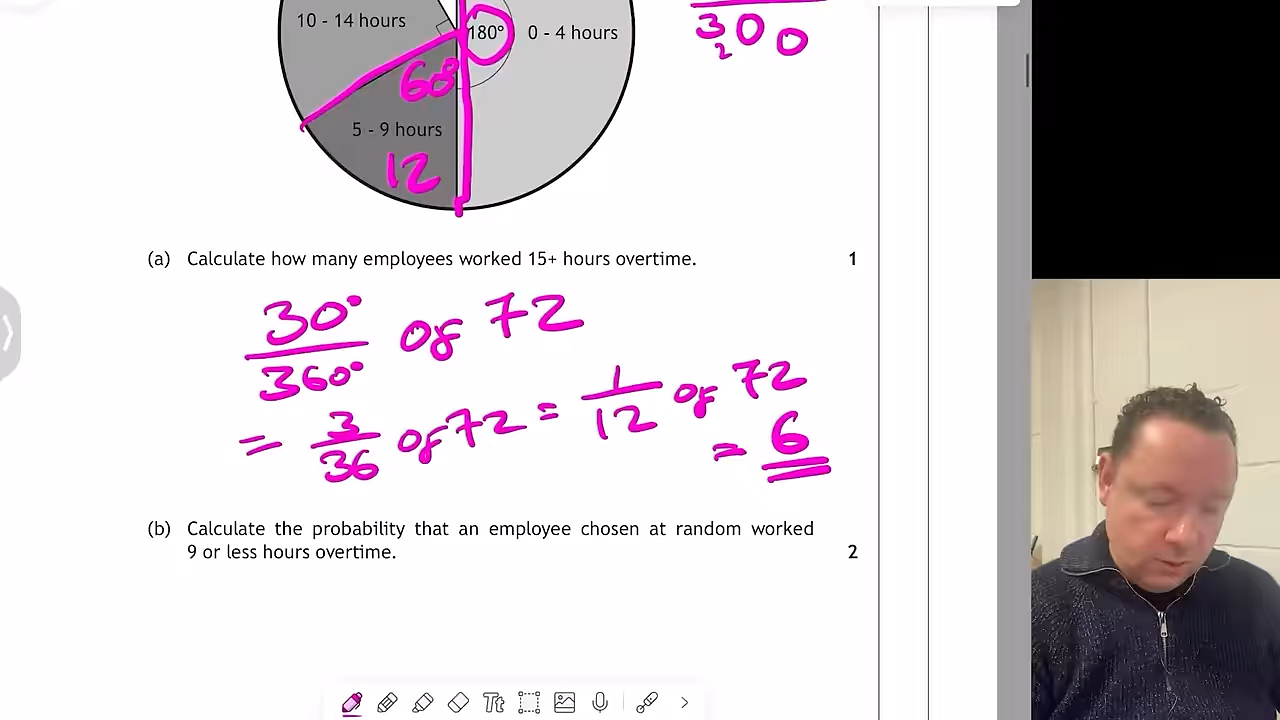 10 - 14 hours
180°
0 - 4 hours
300
2
60°
5 - 9 hours
12
(a) Calculate how many employees worked 15+ hours overtime. 1
30°/360° of 72
= 3/36 of 72 = 1/12 of 72
= 6
(b) Calculate the probability that an employee chosen at random worked
9 or less hours overtime. 2
Tt